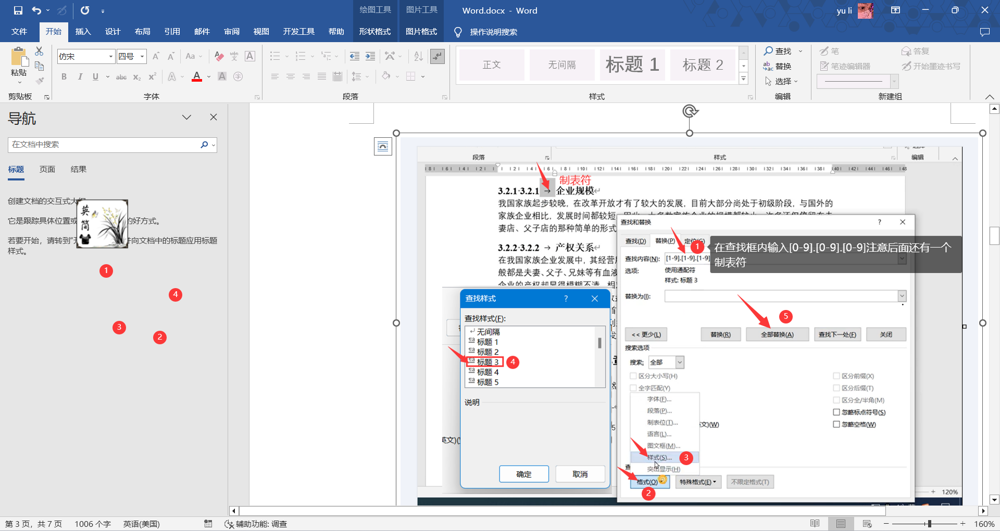 绘图工具
图片工具
Word.docx - Word
yu li
文件
开始
插入
设计
布局
引用
邮件
审阅
视图
开发工具
帮助
形状格式
图片格式
操作说明搜索
粘贴
剪贴板
仿宋
四号
字体
段落
正文
无间隔
标题 1
标题 2
样式
查找
替换
选择
编辑
笔
笔迹编辑器
答复
开始墨迹书写
新建组
导航
在文档中搜索
标题
页面
结果
创建文档的交互式大
它是跟踪具体位置或
的好方式。
若要开始，请转到"开
并向文档中的标题应用标题
样式。
英
简
1
4
3
2
段落
样式
编辑
制表符
3.2.1·3.2.1 → 企业规模
我国家族起步较晚，在改革开放才有了较大的发展，目前大部分尚处于初级阶段，与国外的
家族企业相比，发展时间都较短
妻店、父子店的那种简单的形式
3.2.2·3.2.2 → 产权关系
在我国家族企业发展中，其经营
般都是夫妻、父子、兄妹等有血
企业的产权却显得模糊不清，相
查找和替换
查找(D)
替换(P)
定位(G)
查找内容(N):
[1-9].[1-9].[1-9]
1
在查找框内输入[0-9].[0-9].[0-9]注意后面还有一个
制表符
选项:
使用通配符
样式: 标题 3
替换为(I):
5
<< 更少(L)
替换(R)
全部替换(A)
查找下一处(F)
关闭
搜索选项
搜索:
全部
区分大小写(H)
全字匹配(Y)
区分前缀(X)
区分后缀(T)
区分全/半角(M)
忽略标点符号(S)
忽略空格(W)
字体(F)...
段落(P)...
制表位(T)...
语言(L)...
图文框(M)...
样式(S)...
3
突出显示(H)
英文)(W)
格式(O)
2
特殊格式(E)
不限定格式(T)
查找样式
查找样式(F):
无间隔
标题 1
标题 2
标题 3
4
标题 4
标题 5
说明
确定
取消
120%
第 3 页，共 7 页
1006 个字
英语(美国)
辅助功能: 调查
160%